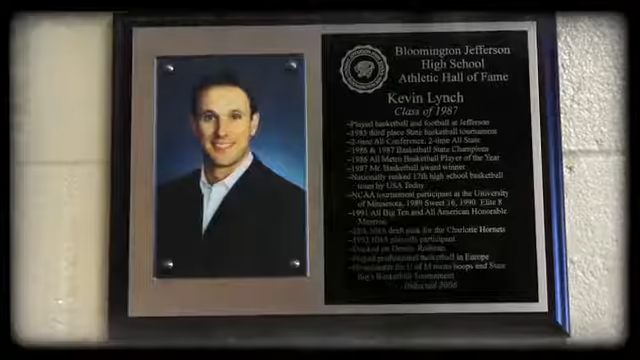 Bloomington Jefferson
High School
Athletic Hall of Fame
Kevin Lynch
Class of 1987
~Played basketball and football at Jefferson
~1985 third place State basketball tournament
~2-time All Conference, 2-time All State
~1986 & 1987 Basketball State Champions
~1986 All Metro Basketball Player of the Year
~1987 Mr. Basketball award winner
~Nationally ranked 17th high school basketball
team by USA Today
~NCAA tournament participant at the University
of Minnesota, 1989 Sweet 16, 1990 Elite 8
~1991 All Big Ten and All American Honorable
Mention
NBA draft pick for the Charlotte Hornets
playoffs participant
~Dunked on Dennis Rodman
~Played professional basketball in Europe
~Broadcaster for U of M mens hoops and State
Boy's Basketball Tournament
Inducted 2006